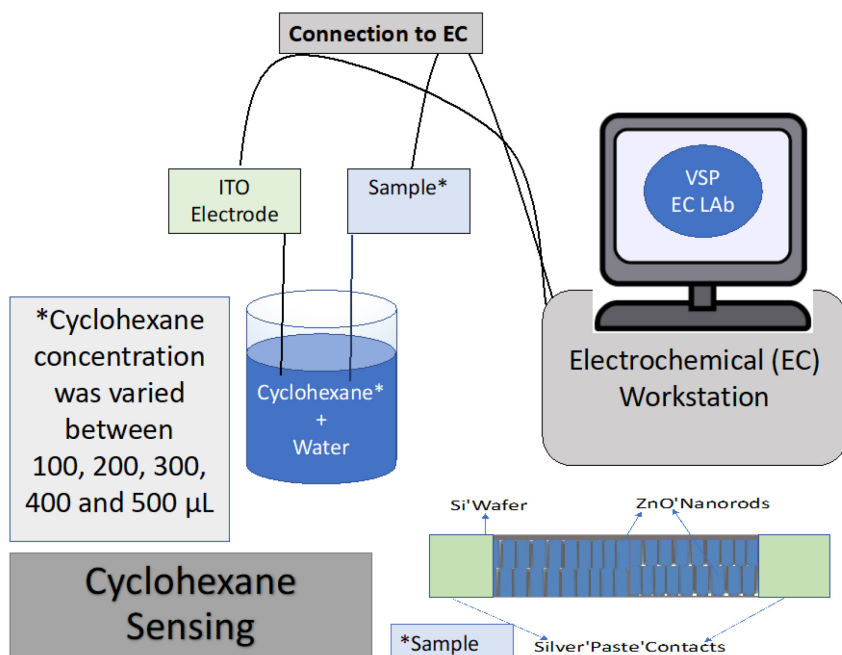 Connection to EC
ITO
Electrode
Sample*
VSP
EC LAb
*Cyclohexane
concentration
was varied
between
100, 200, 300,
400 and 500 µL
Cyclohexane*
+
Water
Electrochemical (EC)
Workstation
Si'Wafer
ZnO'Nanorods
Cyclohexane
Sensing
*Sample
Silver'Paste'Contacts